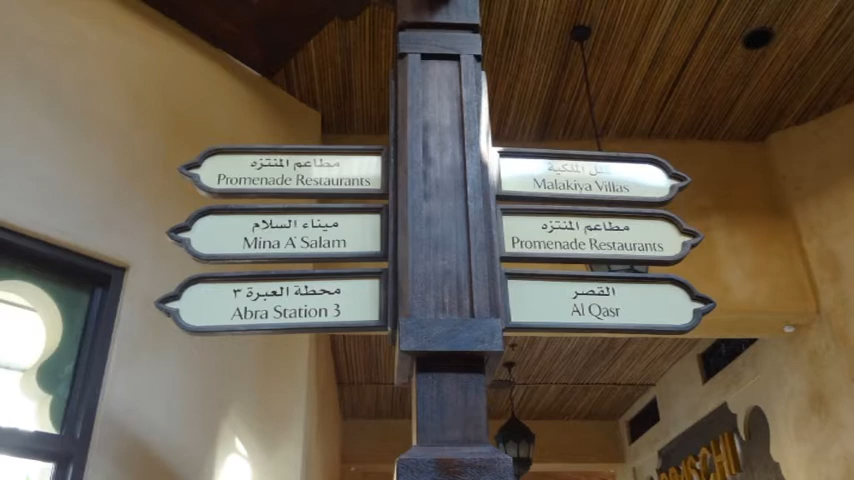 مطاعم المنتزه
Promenade Restaurants
ميناء السلام
Mina A' Salam
محطة العبرة ٣
Abra Station 3
الملكية
Malakiya Villas
مطاعم المنتزه
Promenade Restaurants
القصر
Al Qasr